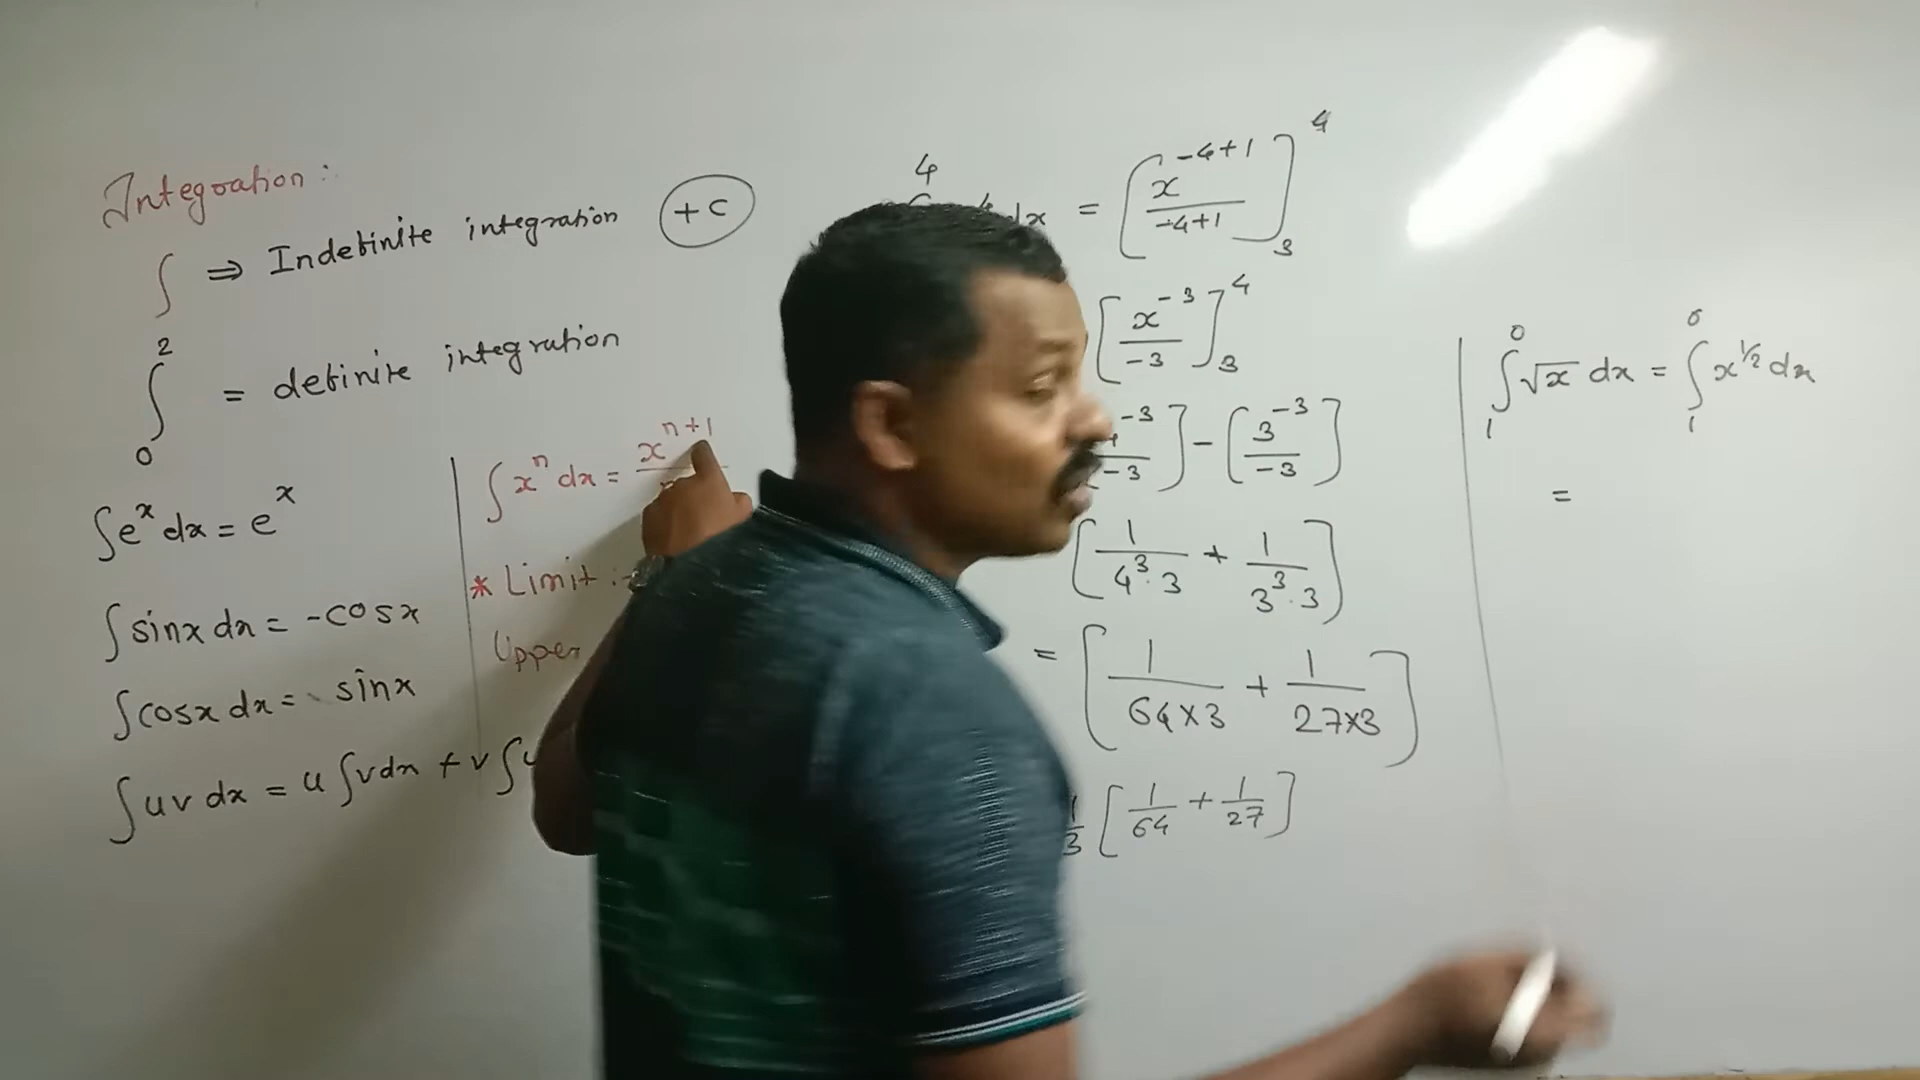 Integration :-
∫ ⇒ Indefinite integration +C
∫₀² = definite integration
∫eˣ dx = eˣ
∫sinx dx = -cosx
∫cosx dx = sinx
∫uv dx = u ∫vdx + v ∫
∫ xⁿ dx = xⁿ⁺¹
* Limit :-
Upper
4 dx = [x⁻⁴⁺¹/-4+1]₃⁴
[x⁻³/-3]₃⁴
⁻³/-3] - (3⁻³/-3]
[1/4³·3 + 1/3³·3]
= [1/64×3 + 1/27×3]
1/3 [1/64 + 1/27]
∫₁⁰ √x dx = ∫₁⁰ x^1/2 dx
=